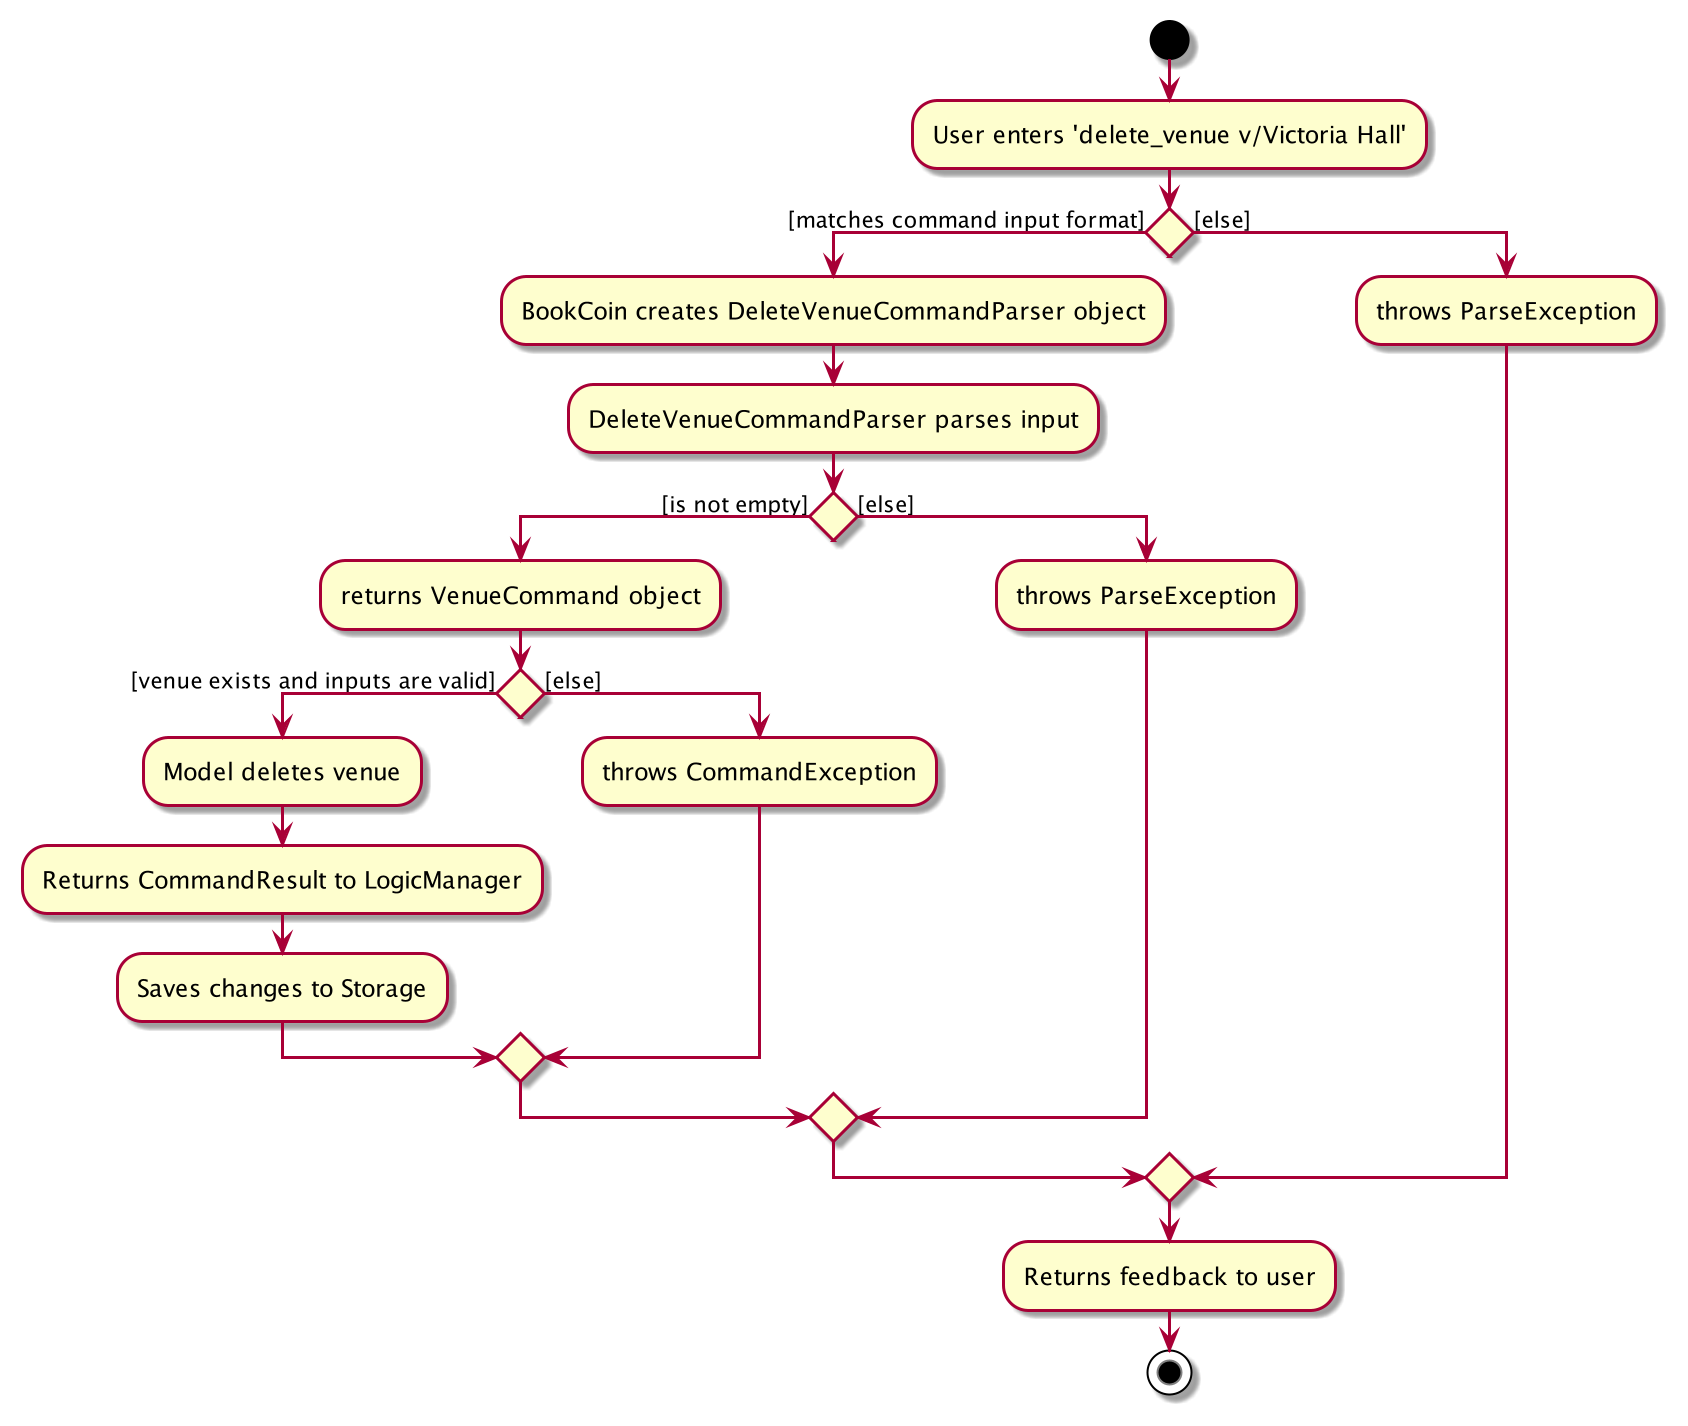 User enters 'delete_venue v/Victoria Hall'
[matches command input format]
[else]
BookCoin creates DeleteVenueCommandParser object
throws ParseException
DeleteVenueCommandParser parses input
[is not empty]
[else]
returns VenueCommand object
throws ParseException
[venue exists and inputs are valid]
[else]
Model deletes venue
throws CommandException
Returns CommandResult to LogicManager
Saves changes to Storage
Returns feedback to user